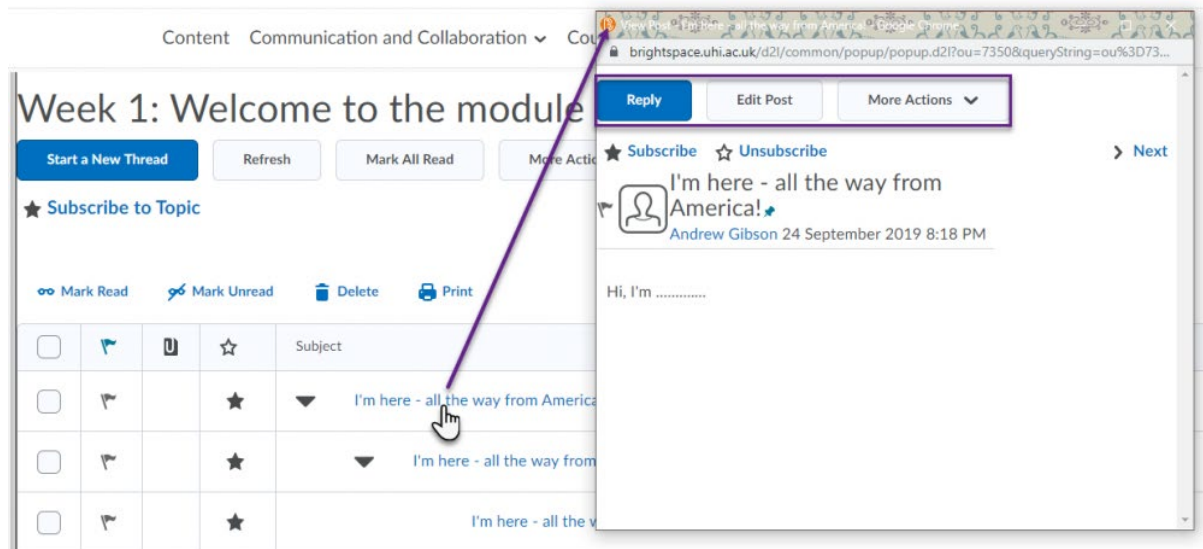 Content Communication and Collaboration Cou
Week 1: Welcome to the module
Start a New Thread Refresh Mark All Read More Actio
Subscribe to Topic
Mark Read Mark Unread Delete Print
Subject
I'm here - all the way from America
I'm here - all the way from
I'm here - all the w
View Post - I'm here - all the way from America! - Google Chrome
brightspace.uhi.ac.uk/d2l/common/popup/popup.d2l?ou=7350&queryString=ou%3D73...
Reply Edit Post More Actions
Subscribe Unsubscribe Next
I'm here - all the way from
America!
Andrew Gibson 24 September 2019 8:18 PM
Hi, I'm .............